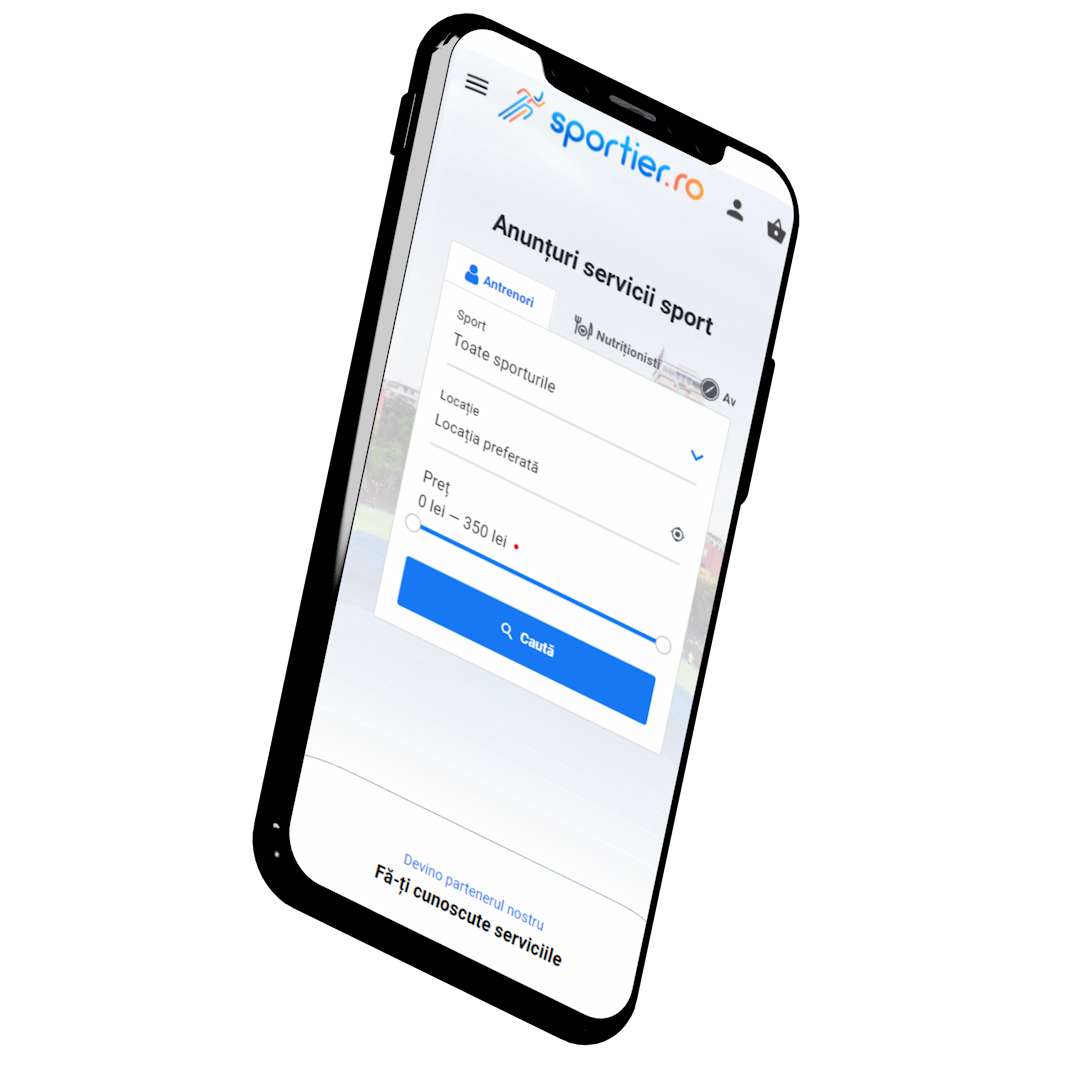 sportier.ro
Anunțuri servicii sport
Antrenori
Nutriționisti
Av
Sport
Toate sporturile
Locație
Locația preferată
Preț
0 lei – 350 lei
Caută
Devino partenerul nostru
Fă-ți cunoscute serviciile